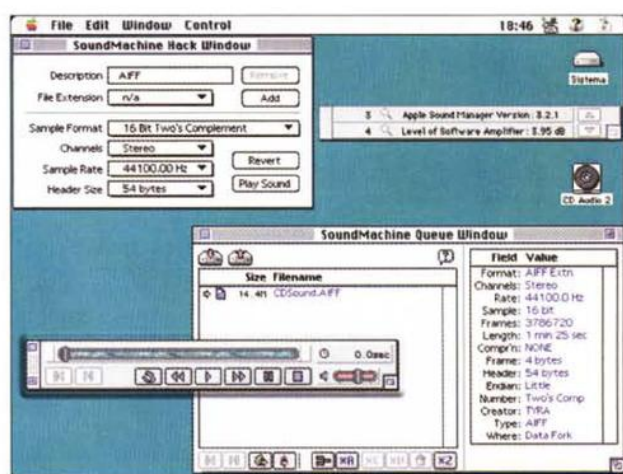 File Edit Window Control 18:46
SoundMachine Hack Window
Description AIFF Remove
File Extension n/a Add
Sample Format 16 Bit Two's Complement
Channels Stereo
Revert
Sample Rate 44100.00 Hz
Header Size 54 bytes Play Sound
Sistema
3 Apple Sound Manager Version : 3.2.1
4 Level of Software Amplifier : 3.95 dB
CD Audio 2
SoundMachine Queue Window
Size Filename
14.4M CDSound.AIFF
Field Value
Format: AIFF Extn
Channels: Stereo
Rate: 44100.0 Hz
Sample: 16 bit
Frames: 3786720
Length: 1 min 25 sec
Compr'n: NONE
Frame: 4 bytes
Header: 54 bytes
Endian: Little
Number: Two's Comp
Creator: TVRA
Type: AIFF
Where: Data Fork
0.0sec
⌘A ⌘Z